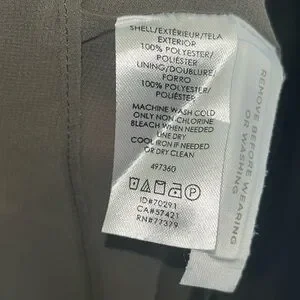 SHELL/EXTÉRIEUR/TELA
EXTERIOR
100% POLYESTER/
POLIÉSTER
LINING/DOUBLURE/
FORRO
100% POLYESTER/
POLIÉSTER
MACHINE WASH COLD
ONLY NON-CHLORINE
BLEACH WHEN NEEDED
LINE DRY
COOL IRON IF NEEDED
OR DRY CLEAN
497360
ID#70291
CA#57421
RN#77379
REMOVE BEFORE WEARING
OR WASHING